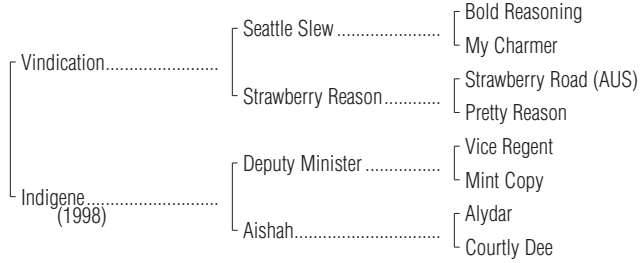 Bold Reasoning
Seattle Slew ........................
My Charmer
Vindication..........................
Strawberry Road (AUS)
Strawberry Reason.............
Pretty Reason
Vice Regent
Deputy Minister .................
Mint Copy
Indigene..............................
(1998)
Alydar
Aishah.................................
Courtly Dee